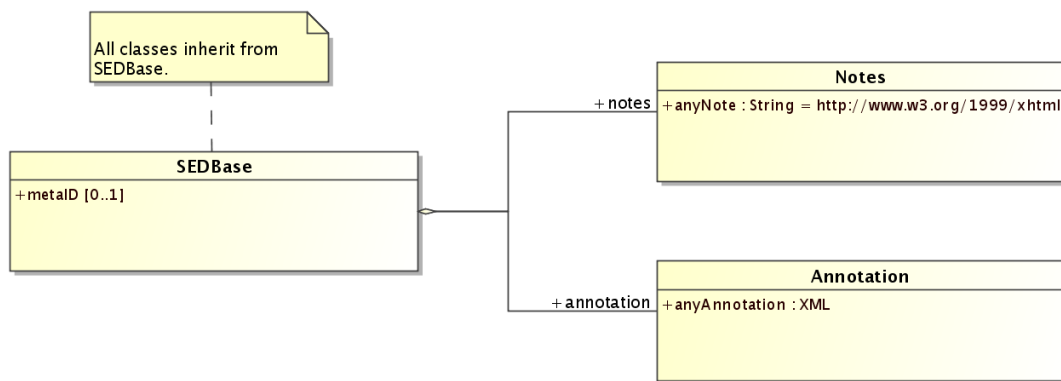 All classes inherit from
SEDBase.
SEDBase
+metaID [0..1]
+notes
Notes
+anyNote : String = http://www.w3.org/1999/xhtml
+annotation
Annotation
+anyAnnotation : XML